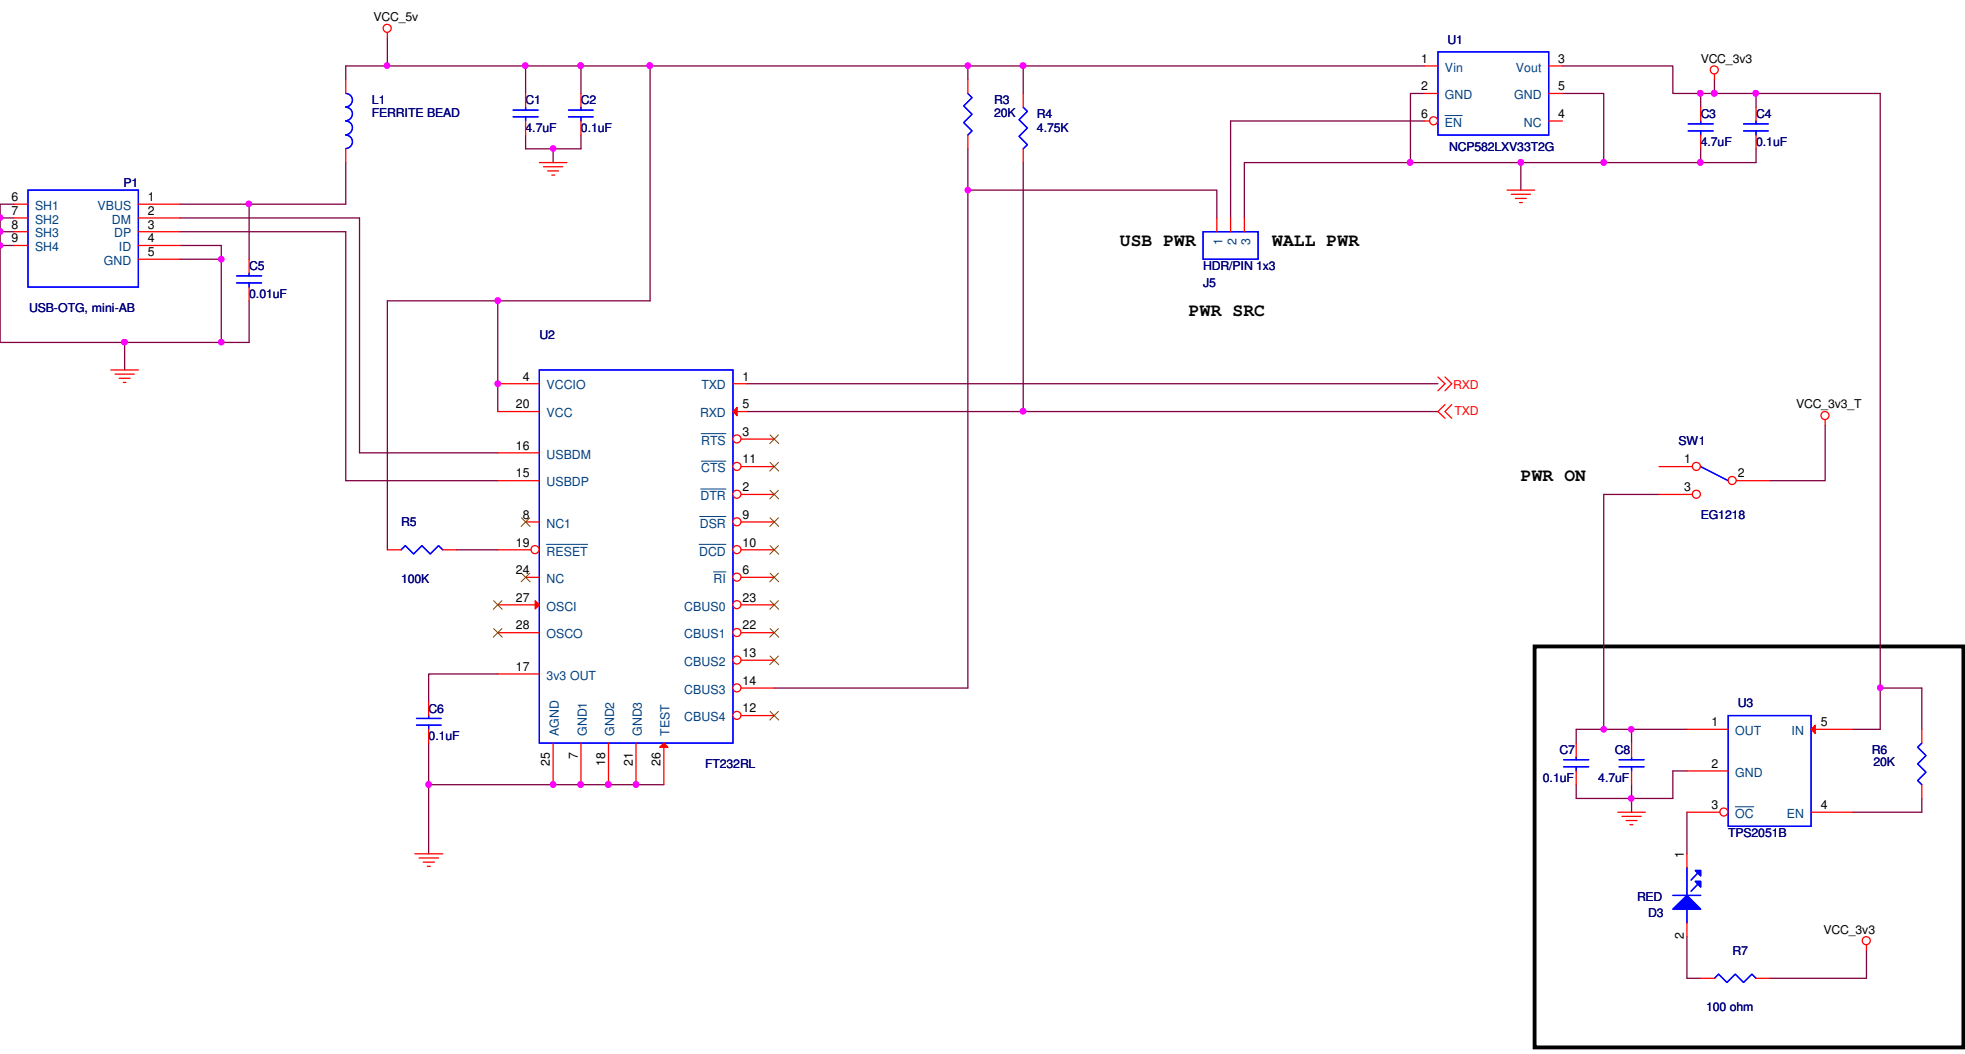 VCC_5v
L1
FERRITE BEAD
C1
4.7uF
C2
0.1uF
R3
20K
R4
4.75K
U1
1 Vin Vout 3
2 GND GND 5
6 EN NC 4
NCP582LXV33T2G
VCC_3v3
C3
4.7uF
C4
0.1uF
P1
6 SH1 VBUS 1
7 SH2 DM 2
8 SH3 DP 3
9 SH4 ID 4
GND 5
USB-OTG, mini-AB
C5
0.01uF
USB PWR 1 2 3 WALL PWR
HDR/PIN 1x3
J5
PWR SRC
U2
4 VCCIO TXD 1
20 VCC RXD 5
RTS 3
16 USBDM
CTS 11
15 USBDP
DTR 2
8 NC1 DSR 9
19 RESET DCD 10
24 NC RI 6
27 OSCI CBUS0 23
28 OSCO CBUS1 22
CBUS2 13
17 3v3 OUT
CBUS3 14
CBUS4 12
AGND GND1 GND2 GND3 TEST
25 7 18 21 26
FT232RL
R5
100K
C6
0.1uF
RXD
TXD
VCC_3v3_T
SW1
1
2
3
PWR ON
EG1218
U3
1 OUT IN 5
2 GND
3 OC EN 4
TPS2051B
C7
0.1uF
C8
4.7uF
R6
20K
1
RED
D3
2
VCC_3v3
R7
100 ohm